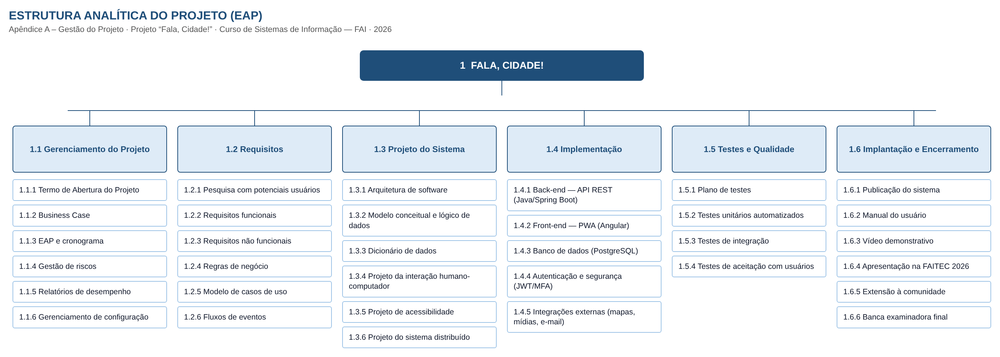 ESTRUTURA ANALÍTICA DO PROJETO (EAP)
Apêndice A – Gestão do Projeto · Projeto “Fala, Cidade!” · Curso de Sistemas de Informação — FAI · 2026
1 FALA, CIDADE!
1.1 Gerenciamento do Projeto
1.1.1 Termo de Abertura do Projeto
1.1.2 Business Case
1.1.3 EAP e cronograma
1.1.4 Gestão de riscos
1.1.5 Relatórios de desempenho
1.1.6 Gerenciamento de configuração
1.2 Requisitos
1.2.1 Pesquisa com potenciais usuários
1.2.2 Requisitos funcionais
1.2.3 Requisitos não funcionais
1.2.4 Regras de negócio
1.2.5 Modelo de casos de uso
1.2.6 Fluxos de eventos
1.3 Projeto do Sistema
1.3.1 Arquitetura de software
1.3.2 Modelo conceitual e lógico de
dados
1.3.3 Dicionário de dados
1.3.4 Projeto da interação humano-
computador
1.3.5 Projeto de acessibilidade
1.3.6 Projeto do sistema distribuído
1.4 Implementação
1.4.1 Back-end — API REST
(Java/Spring Boot)
1.4.2 Front-end — PWA (Angular)
1.4.3 Banco de dados (PostgreSQL)
1.4.4 Autenticação e segurança
(JWT/MFA)
1.4.5 Integrações externas (mapas,
mídias, e-mail)
1.5 Testes e Qualidade
1.5.1 Plano de testes
1.5.2 Testes unitários automatizados
1.5.3 Testes de integração
1.5.4 Testes de aceitação com usuários
1.6 Implantação e Encerramento
1.6.1 Publicação do sistema
1.6.2 Manual do usuário
1.6.3 Vídeo demonstrativo
1.6.4 Apresentação na FAITEC 2026
1.6.5 Extensão à comunidade
1.6.6 Banca examinadora final